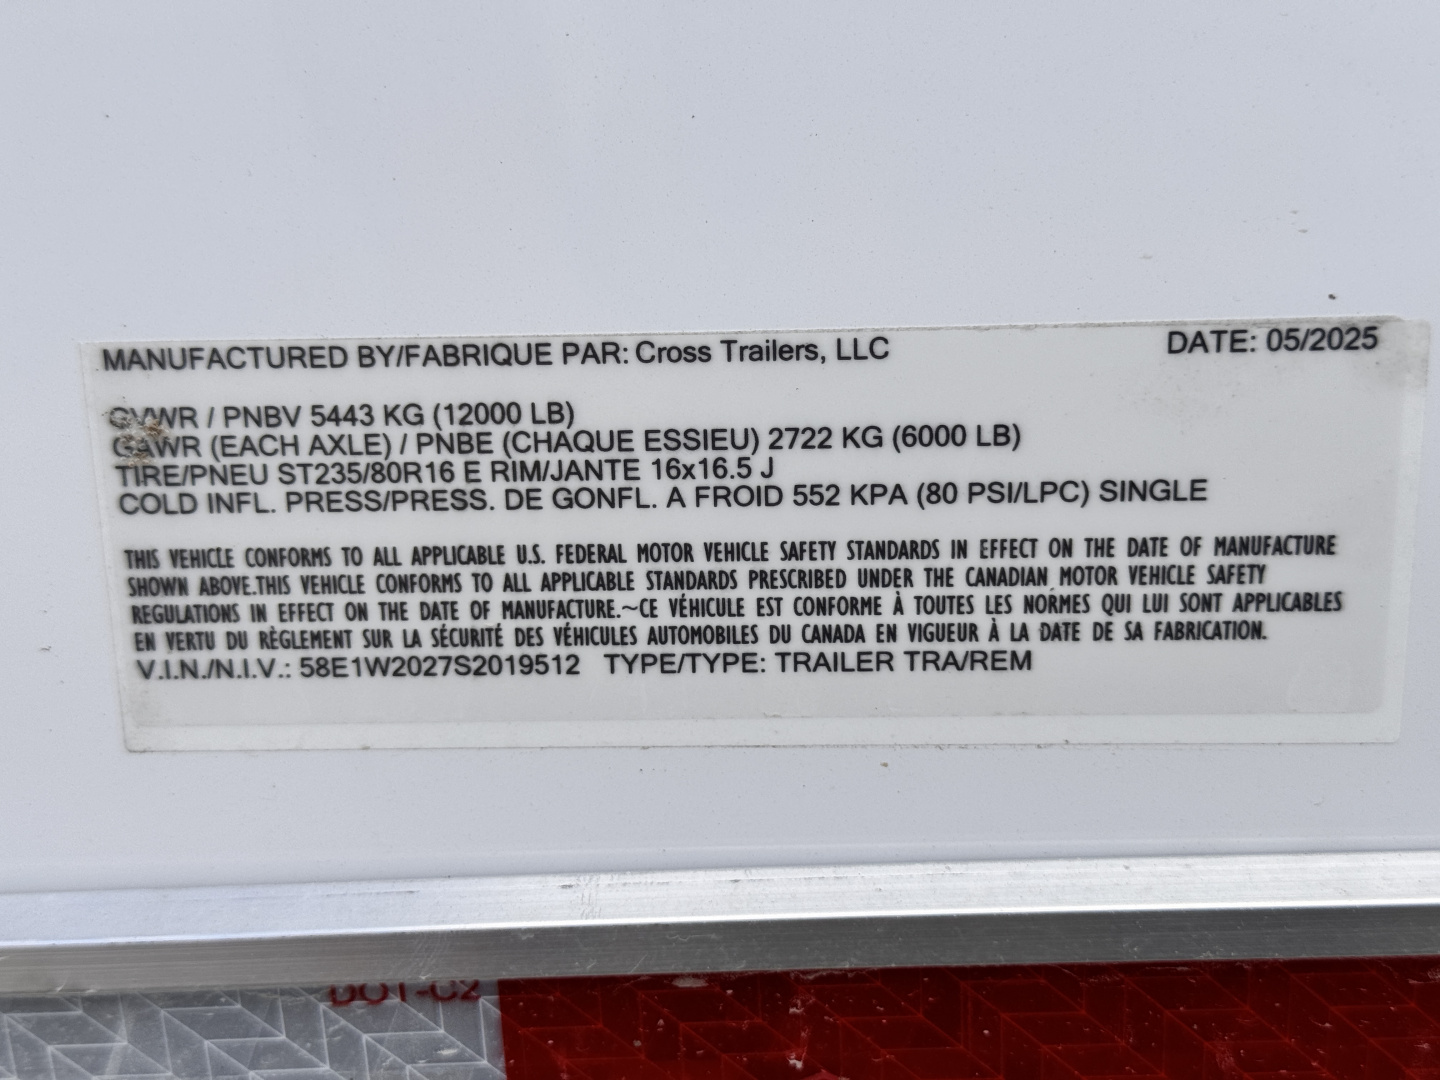 MANUFACTURED BY/FABRIQUE PAR: Cross Trailers, LLC DATE: 05/2025
GVWR / PNBV 5443 KG (12000 LB)
GAWR (EACH AXLE) / PNBE (CHAQUE ESSIEU) 2722 KG (6000 LB)
TIRE/PNEU ST235/80R16 E RIM/JANTE 16x16.5 J
COLD INFL. PRESS/PRESS. DE GONFL. A FROID 552 KPA (80 PSI/LPC) SINGLE
THIS VEHICLE CONFORMS TO ALL APPLICABLE U.S. FEDERAL MOTOR VEHICLE SAFETY STANDARDS IN EFFECT ON THE DATE OF MANUFACTURE
SHOWN ABOVE.THIS VEHICLE CONFORMS TO ALL APPLICABLE STANDARDS PRESCRIBED UNDER THE CANADIAN MOTOR VEHICLE SAFETY
REGULATIONS IN EFFECT ON THE DATE OF MANUFACTURE.~CE VÉHICULE EST CONFORME À TOUTES LES NORMES QUI LUI SONT APPLICABLES
EN VERTU DU RÈGLEMENT SUR LA SÉCURITÉ DES VÉHICULES AUTOMOBILES DU CANADA EN VIGUEUR À LA DATE DE SA FABRICATION.
V.I.N./N.I.V.: 58E1W2027S2019512 TYPE/TYPE: TRAILER TRA/REM
DOT-C2